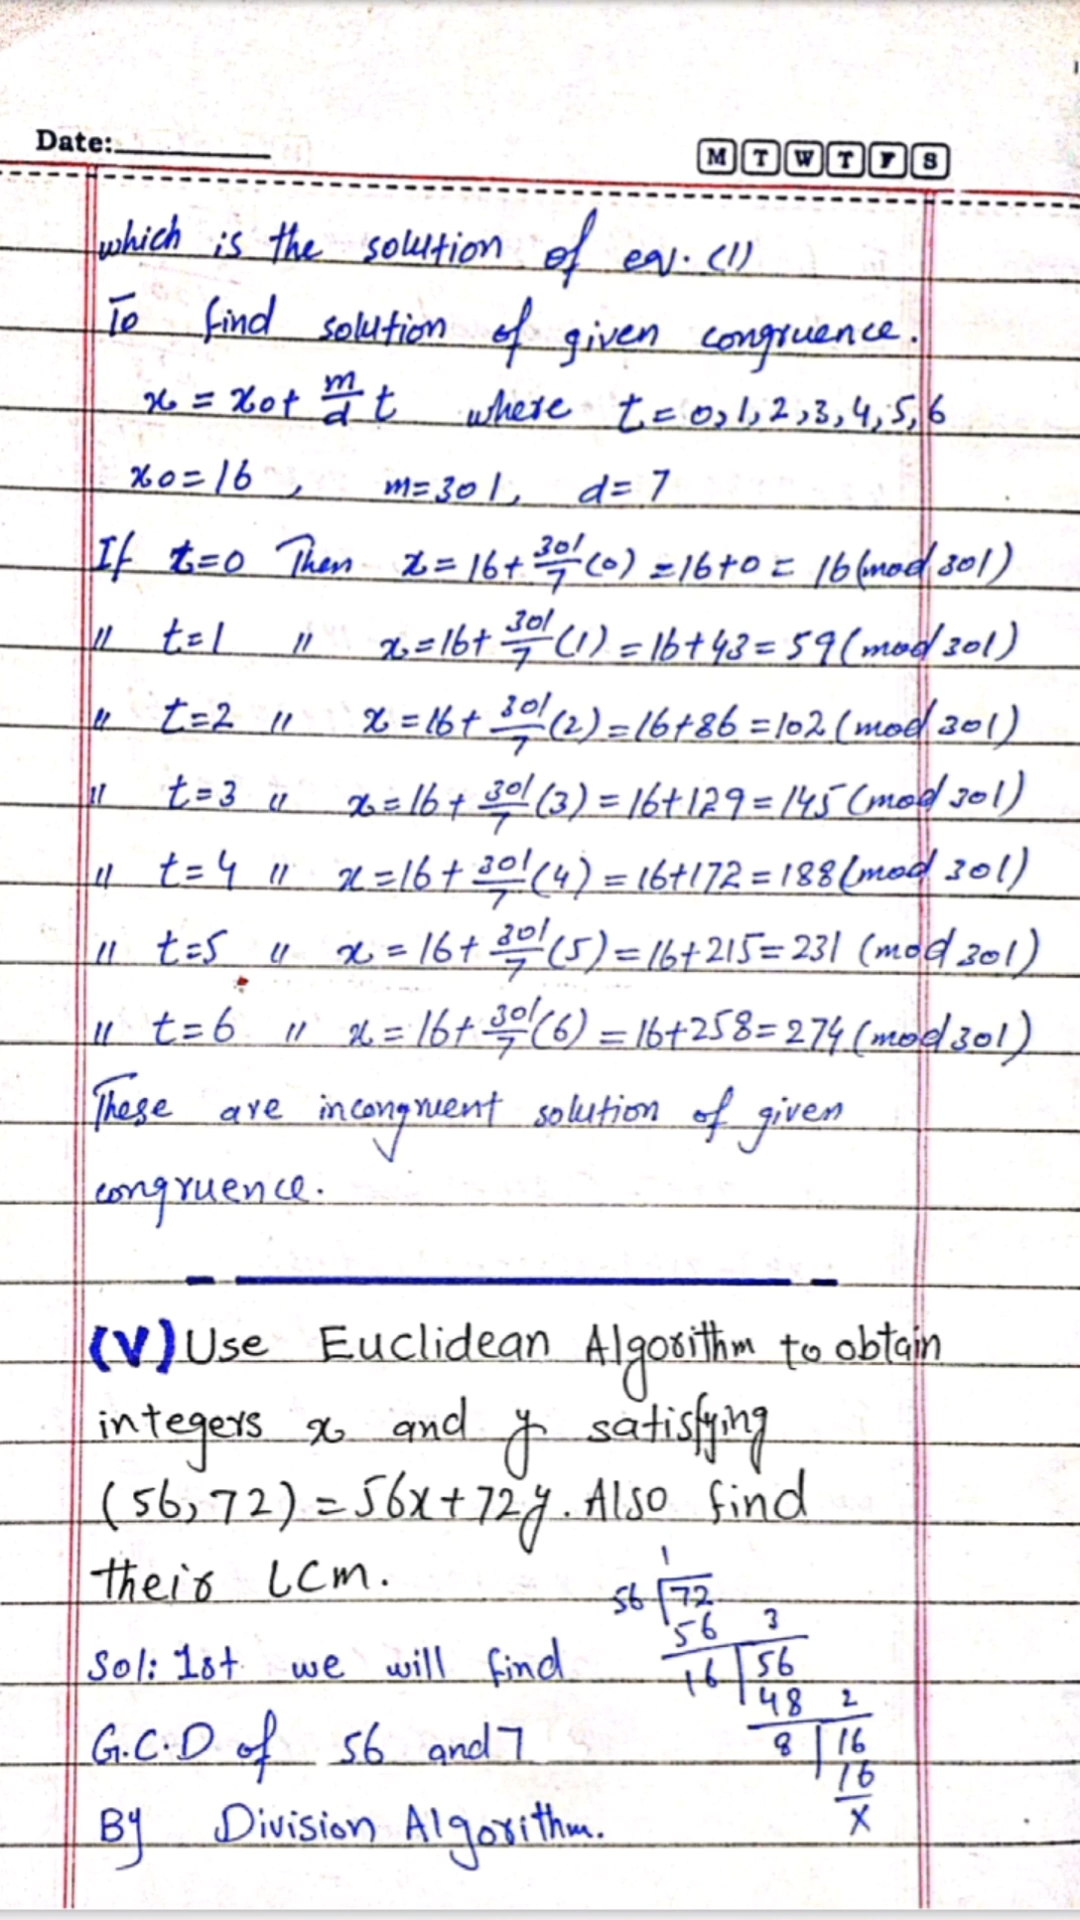 Date:
M T W T F S
which is the solution of eq. (1)
To find solution of given congruence.
x = x0+ m/d t where t=0,1,2,3,4,5,6
x0=16, m=301, d=7
If t=0 Then x=16+301/7(0)=16+0=16(mod 301)
" t=1 " x=16+301/7(1)=16+43=59(mod 301)
" t=2 " x=16+301/7(2)=16+86=102(mod 301)
" t=3 " x=16+301/7(3)=16+129=145(mod 301)
" t=4 " x=16+301/7(4)=16+172=188(mod 301)
" t=5 " x=16+301/7(5)=16+215=231(mod 301)
" t=6 " x=16+301/7(6)=16+258=274(mod 301)
These are incongruent solution of given
congruence.
(V) Use Euclidean Algorithm to obtain
integers x and y satisfying
(56,72)=56x+72y. Also find
their LCm.
1
56 72
56 3
Sol: 1st we will find
16 56
48 2
G.C.D of 56 and 7
8 16
16
x
By Division Algorithm.